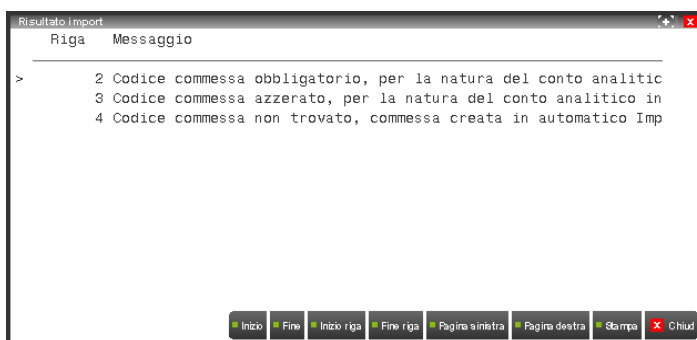 Risultato import
Riga Messaggio
> 2 Codice commessa obbligatorio, per la natura del conto analitic
3 Codice commessa azzerato, per la natura del conto analitico in
4 Codice commessa non trovato, commessa creata in automatico Imp
Inizio Fine Inizio riga Fine riga Pagina sinistra Pagina destra Stampa X Chiud